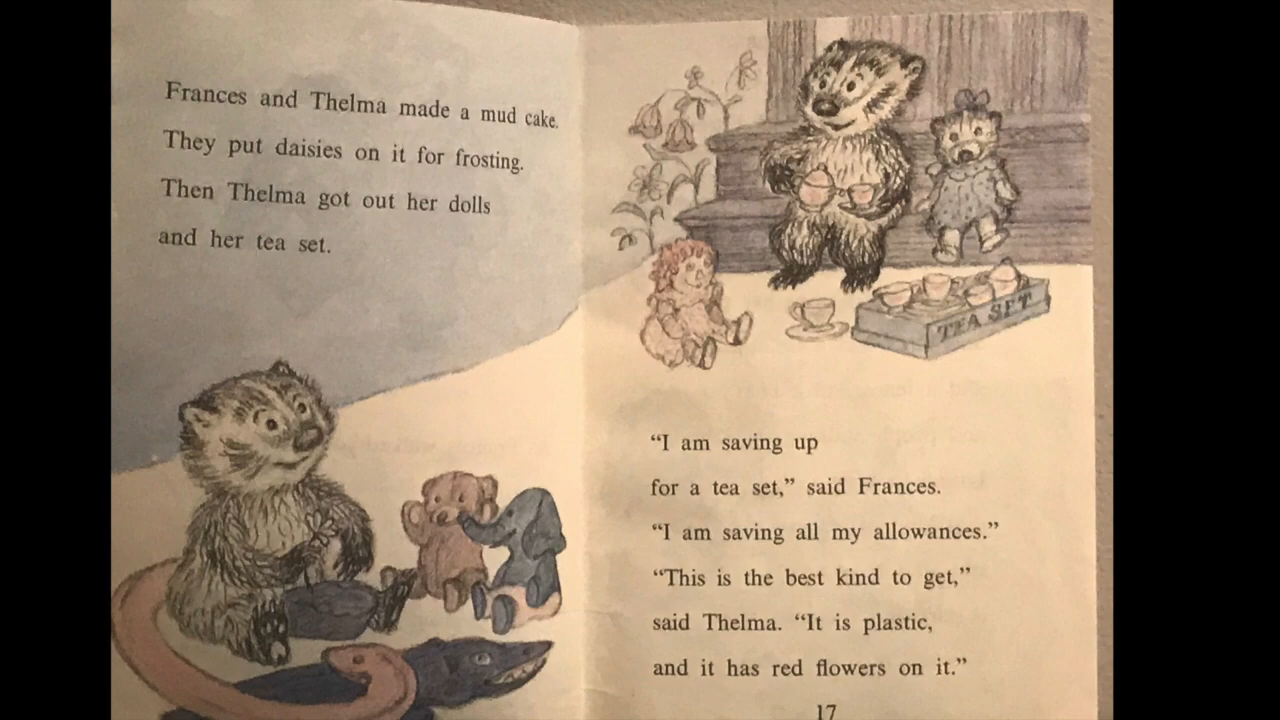 Frances and Thelma made a mud cake.
They put daisies on it for frosting.
Then Thelma got out her dolls
and her tea set.
TEA SET
“I am saving up
for a tea set,” said Frances.
“I am saving all my allowances.”
“This is the best kind to get,”
said Thelma. “It is plastic,
and it has red flowers on it.”
17